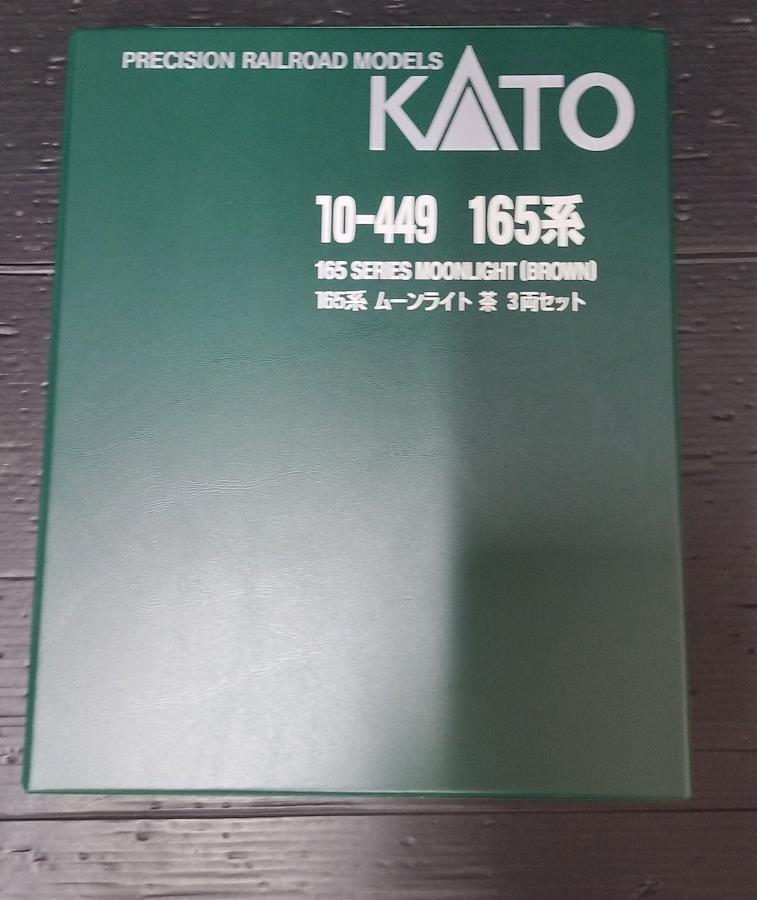 PRECISION RAILROAD MODELS
KATO
10-449 165系
165 SERIES MOONLIGHT (BROWN)
165系 ムーンライト 茶 3両セット